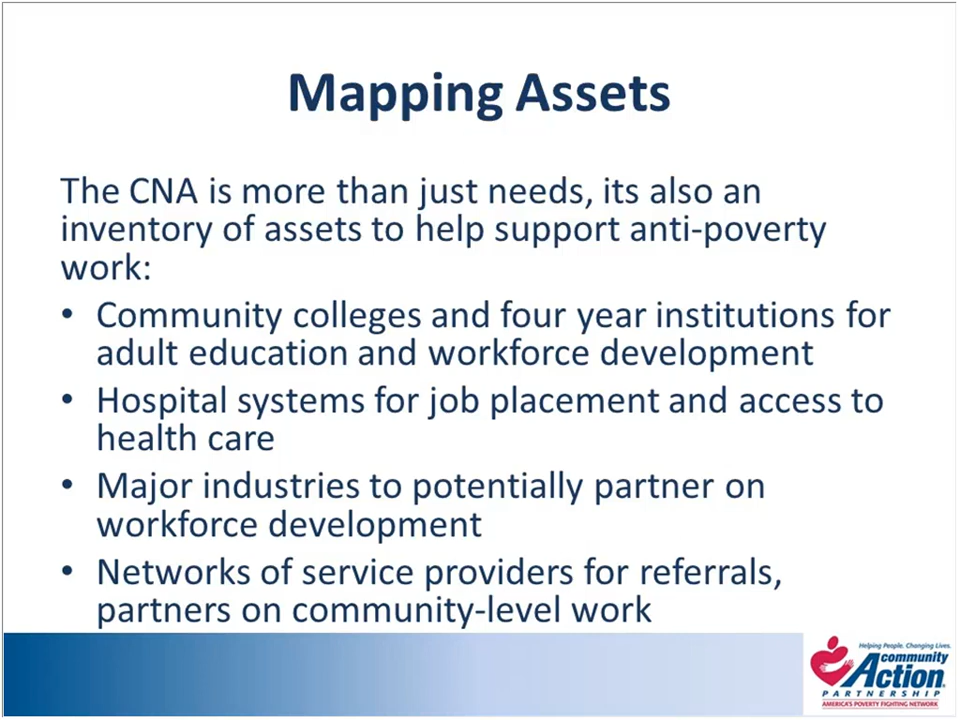 Mapping Assets
The CNA is more than just needs, its also an
inventory of assets to help support anti-poverty
work:
• Community colleges and four year institutions for
adult education and workforce development
• Hospital systems for job placement and access to
health care
• Major industries to potentially partner on
workforce development
• Networks of service providers for referrals,
partners on community-level work
Helping People. Changing Lives.
community
Action
PARTNERSHIP
AMERICA'S POVERTY FIGHTING NETWORK